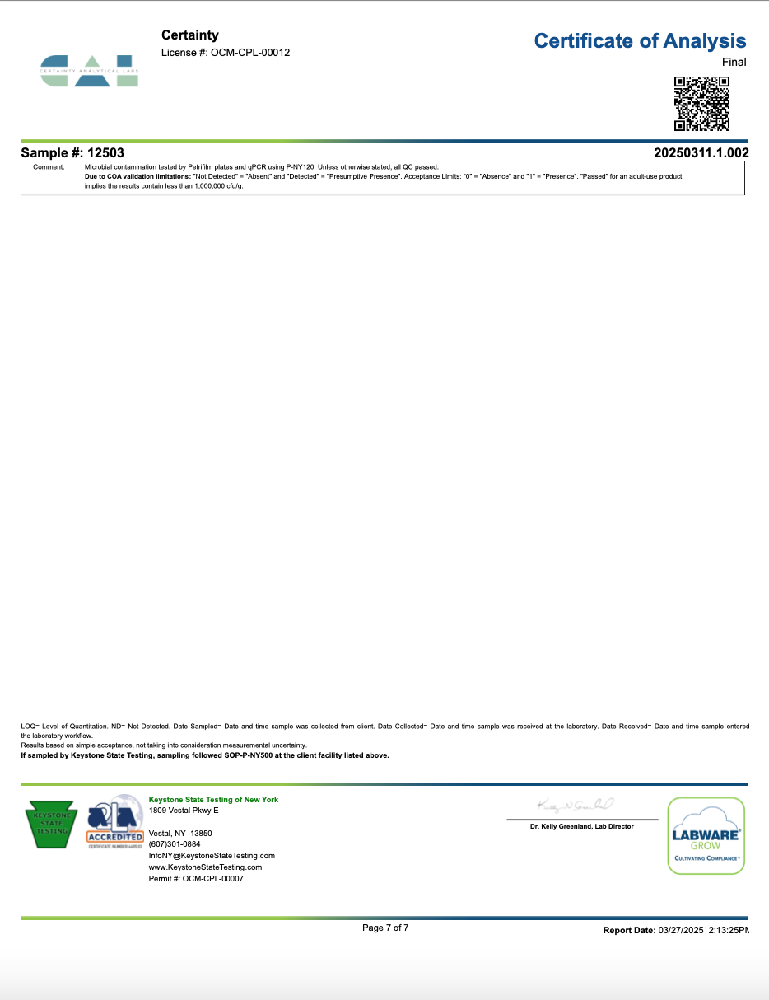 Certainty
License #: OCM-CPL-00012
Certificate of Analysis
Final
CERTAINTY ANALYTICAL LABS
Sample #: 12503
20250311.1.002
Comment: Microbial contamination tested by Petrifilm plates and qPCR using P-NY120. Unless otherwise stated, all QC passed.
Due to COA validation limitations: "Not Detected" = "Absent" and "Detected" = "Presumptive Presence". Acceptance Limits: "0" = "Absence" and "1" = "Presence". "Passed" for an adult-use product
implies the results contain less than 1,000,000 cfu/g.
LOQ= Level of Quantitation. ND= Not Detected. Date Sampled= Date and time sample was collected from client. Date Collected= Date and time sample was received at the laboratory. Date Received= Date and time sample entered
the laboratory workflow.
Results based on simple acceptance, not taking into consideration measuremental uncertainty.
If sampled by Keystone State Testing, sampling followed SOP-P-NY500 at the client facility listed above.
KEYSTONE
STATE
TESTING
a2la
ACCREDITED
Keystone State Testing of New York
1809 Vestal Pkwy E
Vestal, NY 13850
(607)301-0884
InfoNY@KeystoneStateTesting.com
www.KeystoneStateTesting.com
Permit #: OCM-CPL-00007
Kelly N Greenland
Dr. Kelly Greenland, Lab Director
LABWARE®
GROW
CULTIVATING COMPLIANCE™
Page 7 of 7
Report Date: 03/27/2025 2:13:25PM